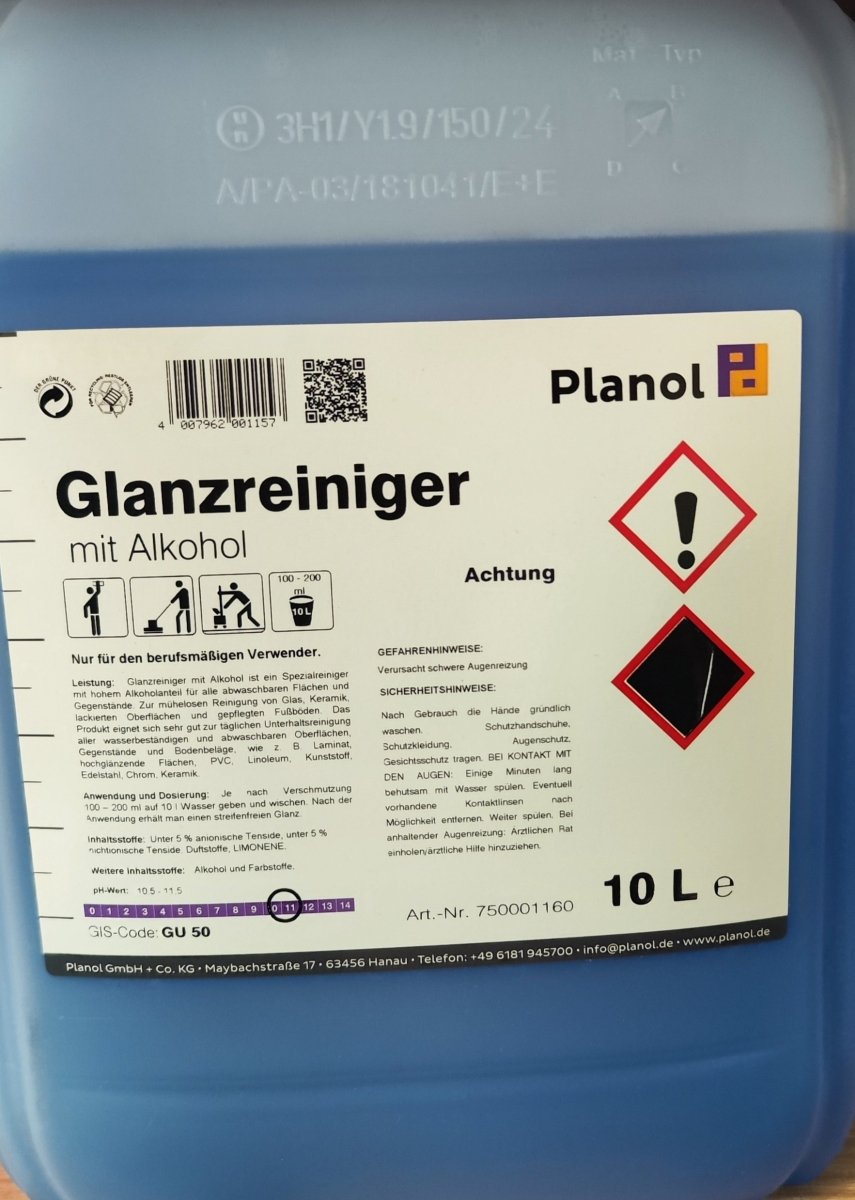 Mat Typ
A B
D C
UN 3H1/Y1.9/150/24
A/PA-03/181041/E+E
DER GRÜNE PUNKT
4 007962 001157
Planol
Glanzreiniger
mit Alkohol
100 - 200
ml
10 L
Achtung
Nur für den berufsmäßigen Verwender.
Leistung: Glanzreiniger mit Alkohol ist ein Spezialreiniger
mit hohem Alkoholanteil für alle abwaschbaren Flächen und
Gegenstände. Zur mühelosen Reinigung von Glas, Keramik,
lackierten Oberflächen und gepflegten Fußböden. Das
Produkt eignet sich sehr gut zur täglichen Unterhaltsreinigung
aller wasserbeständigen und abwaschbaren Oberflächen,
Gegenstände und Bodenbeläge, wie z. B. Laminat,
hochglänzende Flächen, PVC, Linoleum, Kunststoff,
Edelstahl, Chrom, Keramik.
Anwendung und Dosierung: Je nach Verschmutzung
100 – 200 ml auf 10 l Wasser geben und wischen. Nach der
Anwendung erhält man einen streifenfreien Glanz.
Inhaltsstoffe: Unter 5 % anionische Tenside, unter 5 %
nichtionische Tenside. Duftstoffe, LIMONENE.
Weitere Inhaltsstoffe: Alkohol und Farbstoffe.
pH-Wert: 10.5 - 11.5
0 1 2 3 4 5 6 7 8 9 10 11 12 13 14
GIS-Code: GU 50
GEFAHRENHINWEISE:
Verursacht schwere Augenreizung
SICHERHEITSHINWEISE:
Nach Gebrauch die Hände gründlich
waschen. Schutzhandschuhe,
Schutzkleidung, Augenschutz,
Gesichtsschutz tragen. BEI KONTAKT MIT
DEN AUGEN: Einige Minuten lang
behutsam mit Wasser spülen. Eventuell
vorhandene Kontaktlinsen nach
Möglichkeit entfernen. Weiter spülen. Bei
anhaltender Augenreizung: Ärztlichen Rat
einholen/ärztliche Hilfe hinzuziehen.
Art.-Nr. 750001160
10 L e
Planol GmbH + Co. KG • Maybachstraße 17 • 63456 Hanau • Telefon: +49 6181 945700 • info@planol.de • www.planol.de